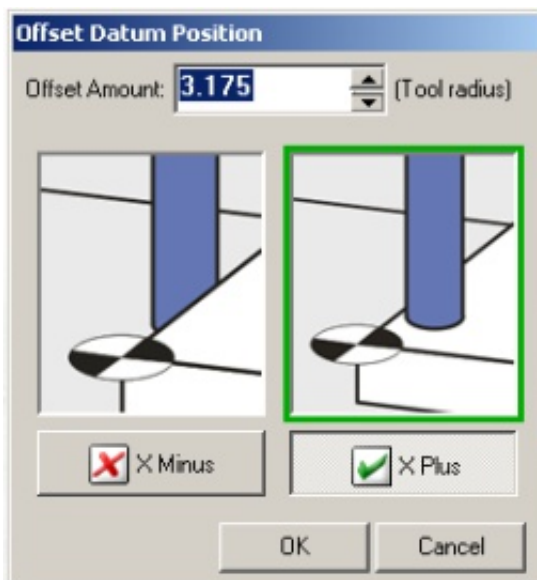 Offset Datum Position
Offset Amount: 3.175 (Tool radius)
X Minus X Plus
OK Cancel